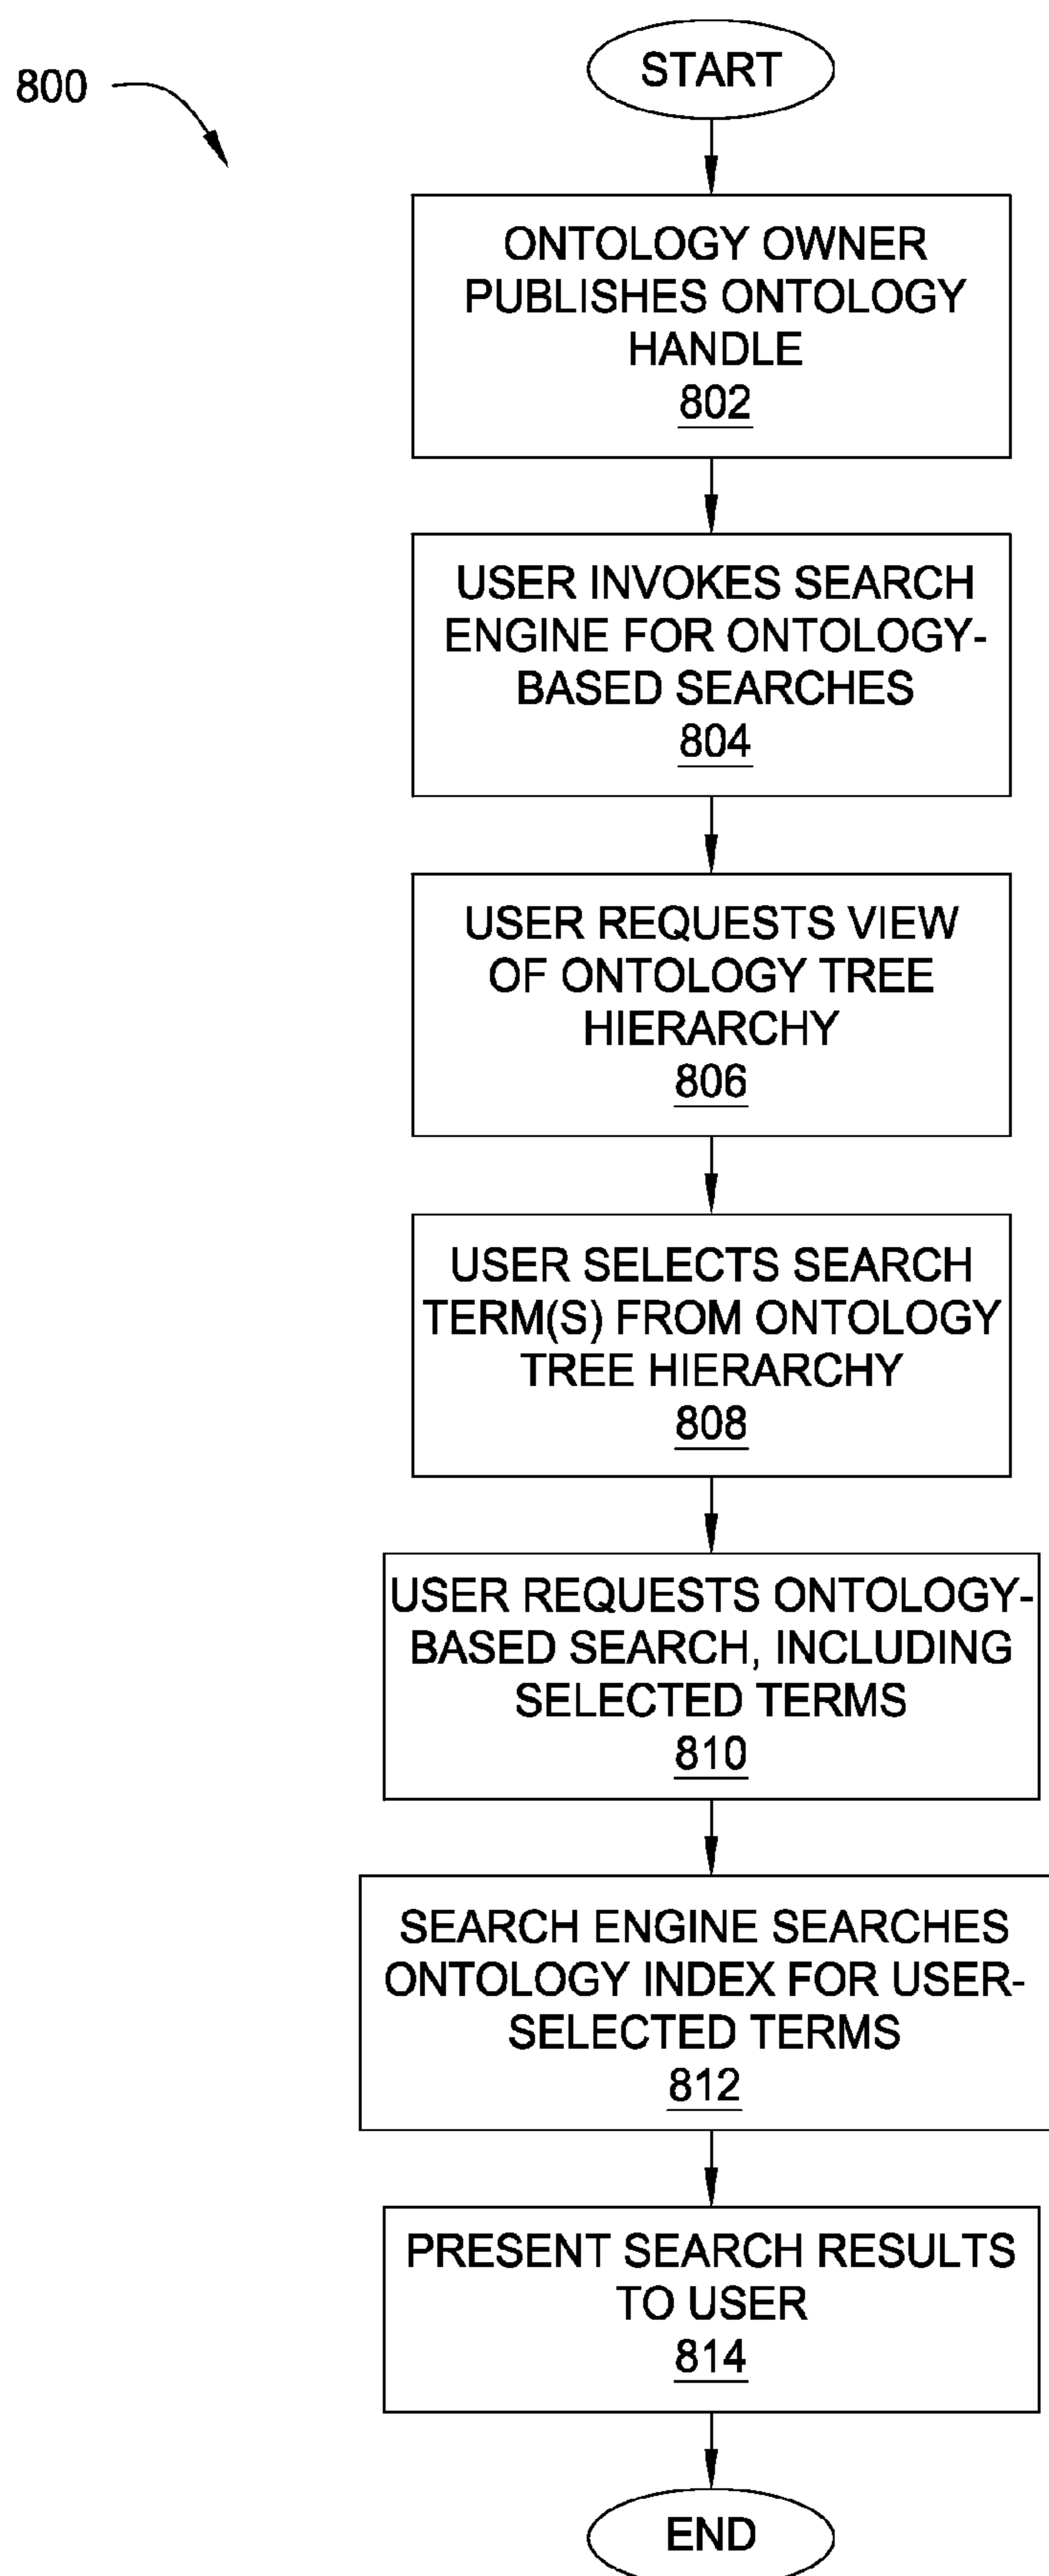 800
START
ONTOLOGY OWNER
PUBLISHES ONTOLOGY
HANDLE
802
USER INVOKES SEARCH
ENGINE FOR ONTOLOGY-
BASED SEARCHES
804
USER REQUESTS VIEW
OF ONTOLOGY TREE
HIERARCHY
806
USER SELECTS SEARCH
TERM(S) FROM ONTOLOGY
TREE HIERARCHY
808
USER REQUESTS ONTOLOGY-
BASED SEARCH, INCLUDING
SELECTED TERMS
810
SEARCH ENGINE SEARCHES
ONTOLOGY INDEX FOR USER-
SELECTED TERMS
812
PRESENT SEARCH RESULTS
TO USER
814
END